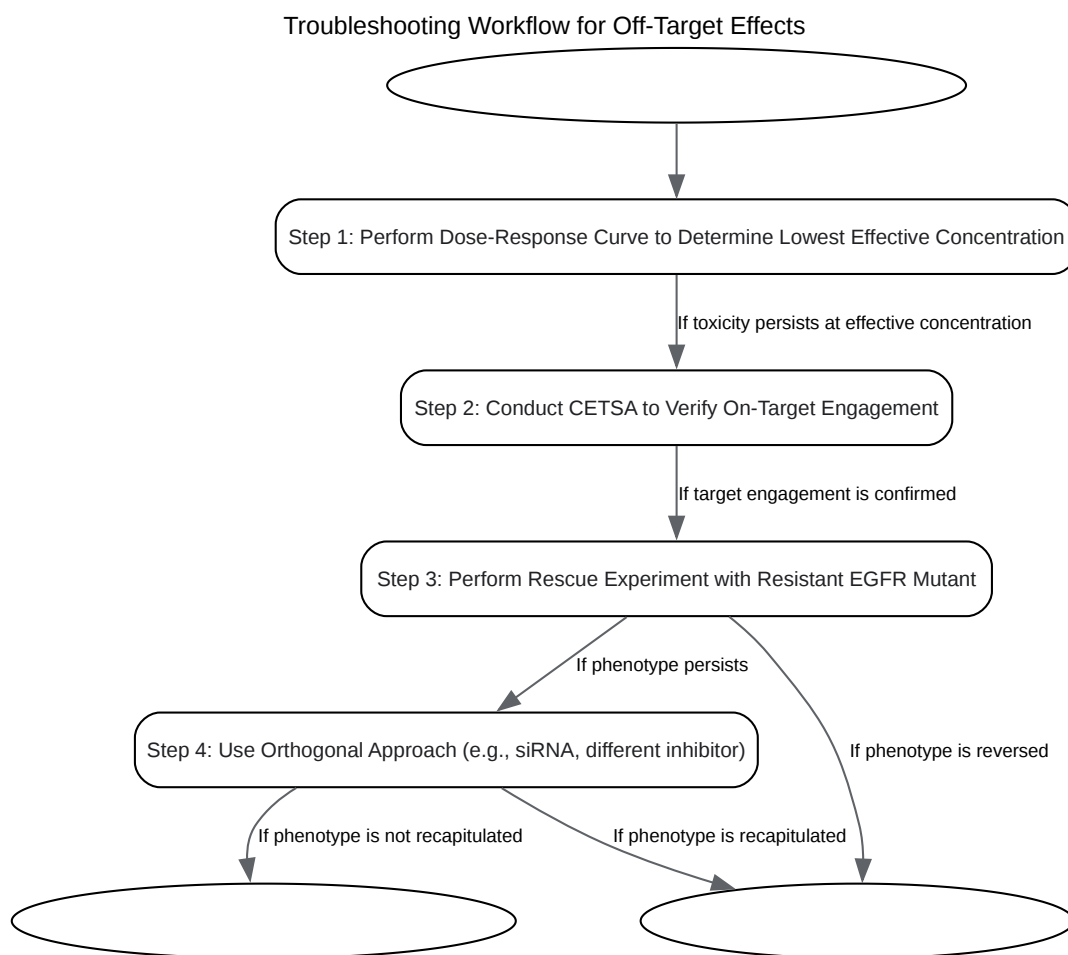 Troubleshooting Workflow for Off-Target Effects
Step 1: Perform Dose-Response Curve to Determine Lowest Effective Concentration
If toxicity persists at effective concentration
Step 2: Conduct CETSA to Verify On-Target Engagement
If target engagement is confirmed
Step 3: Perform Rescue Experiment with Resistant EGFR Mutant
If phenotype persists
Step 4: Use Orthogonal Approach (e.g., siRNA, different inhibitor)
If phenotype is reversed
If phenotype is not recapitulated
If phenotype is recapitulated